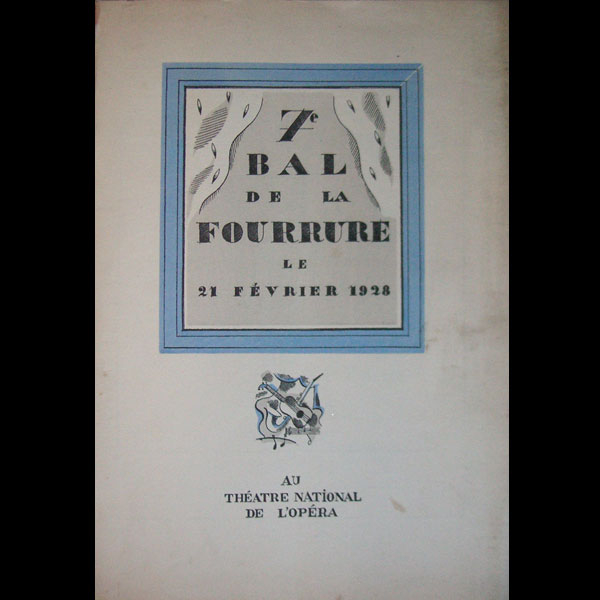 7e
BAL
DE LA
FOURRURE
LE
21 FÉVRIER 1928
AU
THÉATRE NATIONAL
DE L'OPÉRA